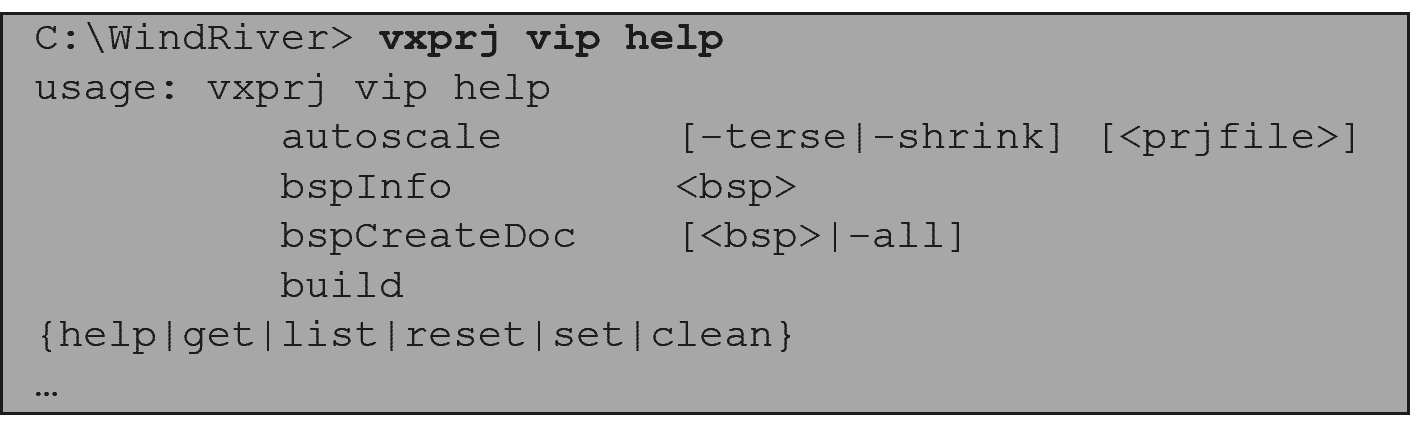 C:\WindRiver> vxprj vip help
usage: vxprj vip help
autoscale [-terse|-shrink] [<prjfile>]
bspInfo <bsp>
bspCreateDoc [<bsp>|-all]
build
{help|get|list|reset|set|clean}
…